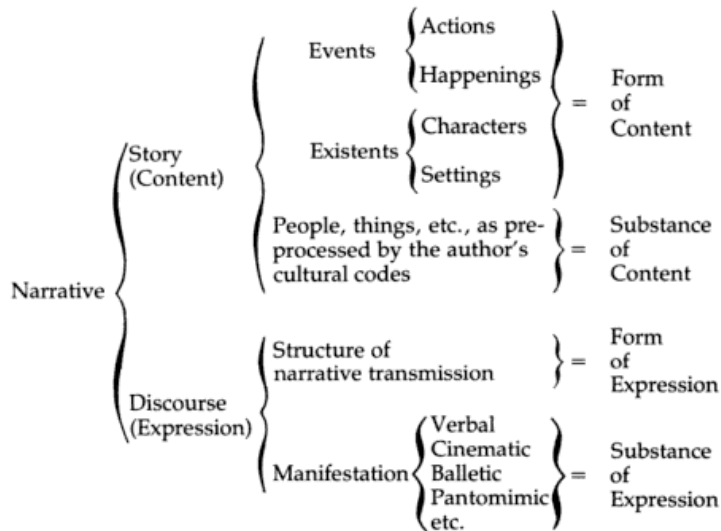 Narrative
Story
(Content)
Events
Actions
Happenings
Existents
Characters
Settings
= Form
of
Content
People, things, etc., as pre-
processed by the author's
cultural codes
= Substance
of
Content
Discourse
(Expression)
Structure of
narrative transmission
= Form
of
Expression
Manifestation
Verbal
Cinematic
Balletic
Pantomimic
etc.
= Substance
of
Expression